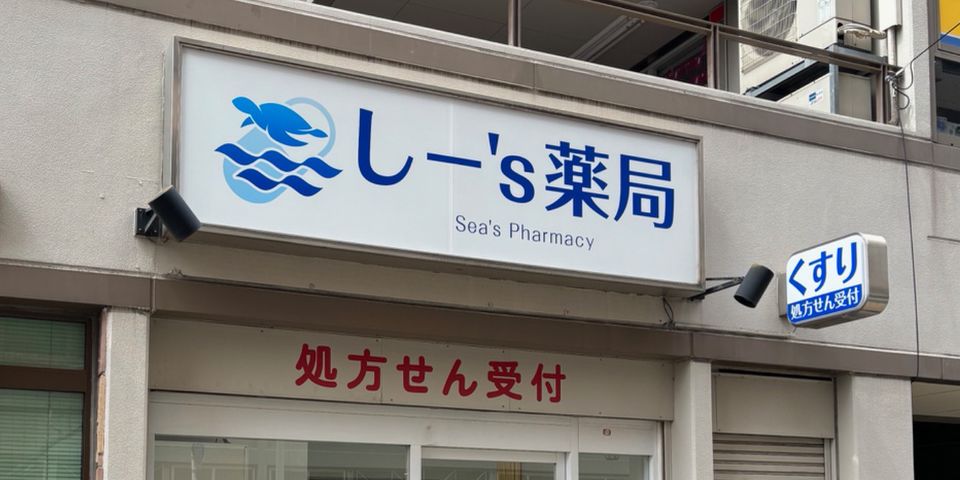 しー's薬局
Sea's Pharmacy
くすり
処方せん受付
処方せん受付